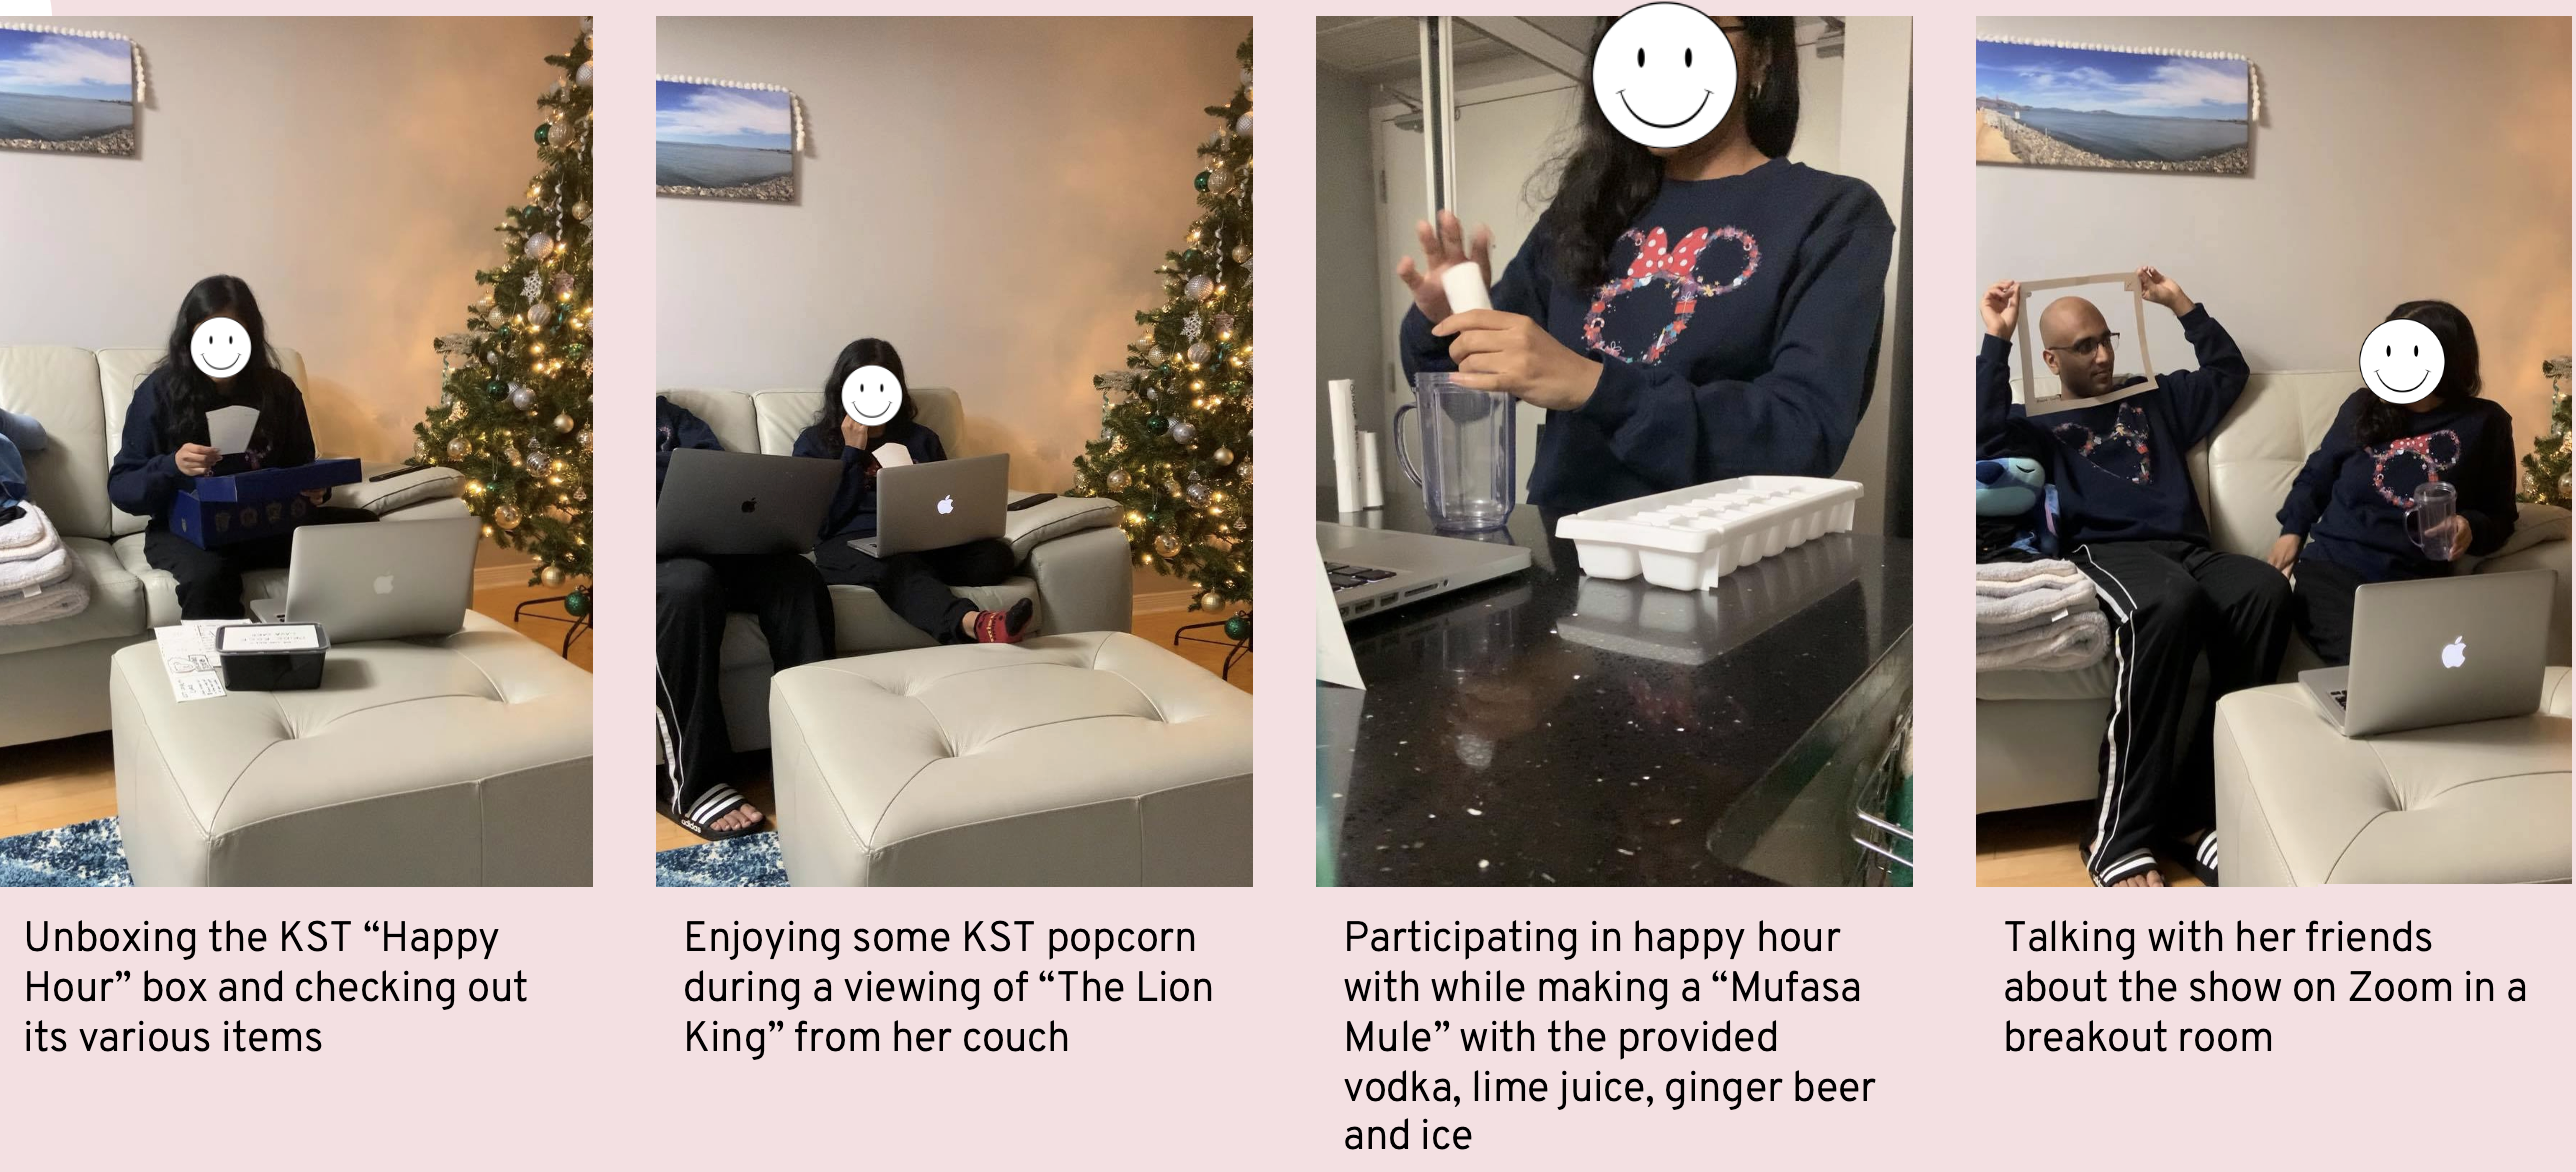 Unboxing the KST “Happy
Hour” box and checking out
its various items
Enjoying some KST popcorn
during a viewing of “The Lion
King” from her couch
Participating in happy hour
with while making a “Mufasa
Mule” with the provided
vodka, lime juice, ginger beer
and ice
Talking with her friends
about the show on Zoom in a
breakout room
adidas